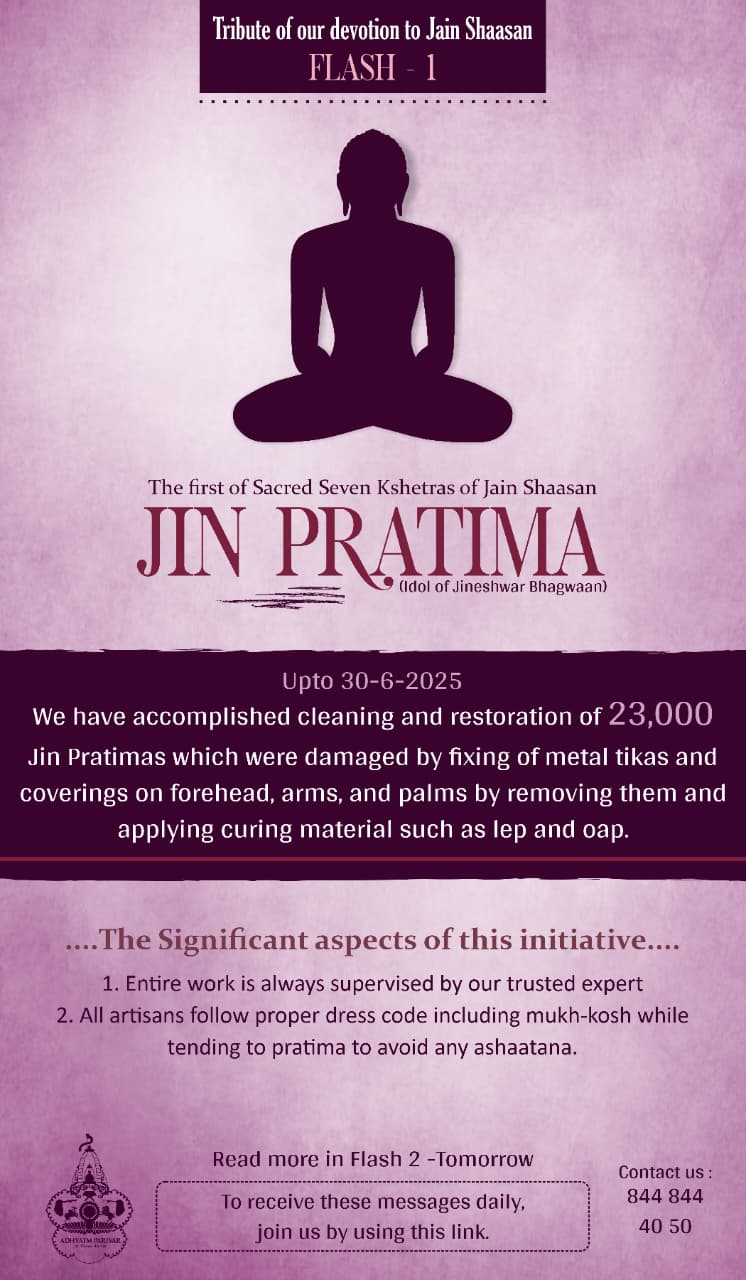 Tribute of our devotion to Jain Shaasan
FLASH - 1
The first of Sacred Seven Kshetras of Jain Shaasan
JIN PRATIMA
(Idol of Jineshwar Bhagwaan)
Upto 30-6-2025
We have accomplished cleaning and restoration of 23,000
Jin Pratimas which were damaged by fixing of metal tikas and
coverings on forehead, arms, and palms by removing them and
applying curing material such as lep and oap.
....The Significant aspects of this initiative....
1. Entire work is always supervised by our trusted expert
2. All artisans follow proper dress code including mukh-kosh while
tending to pratima to avoid any ashaatana.
Read more in Flash 2 -Tomorrow
To receive these messages daily,
join us by using this link.
Contact us :
844 844
40 50
ADHYATM PARIVAR